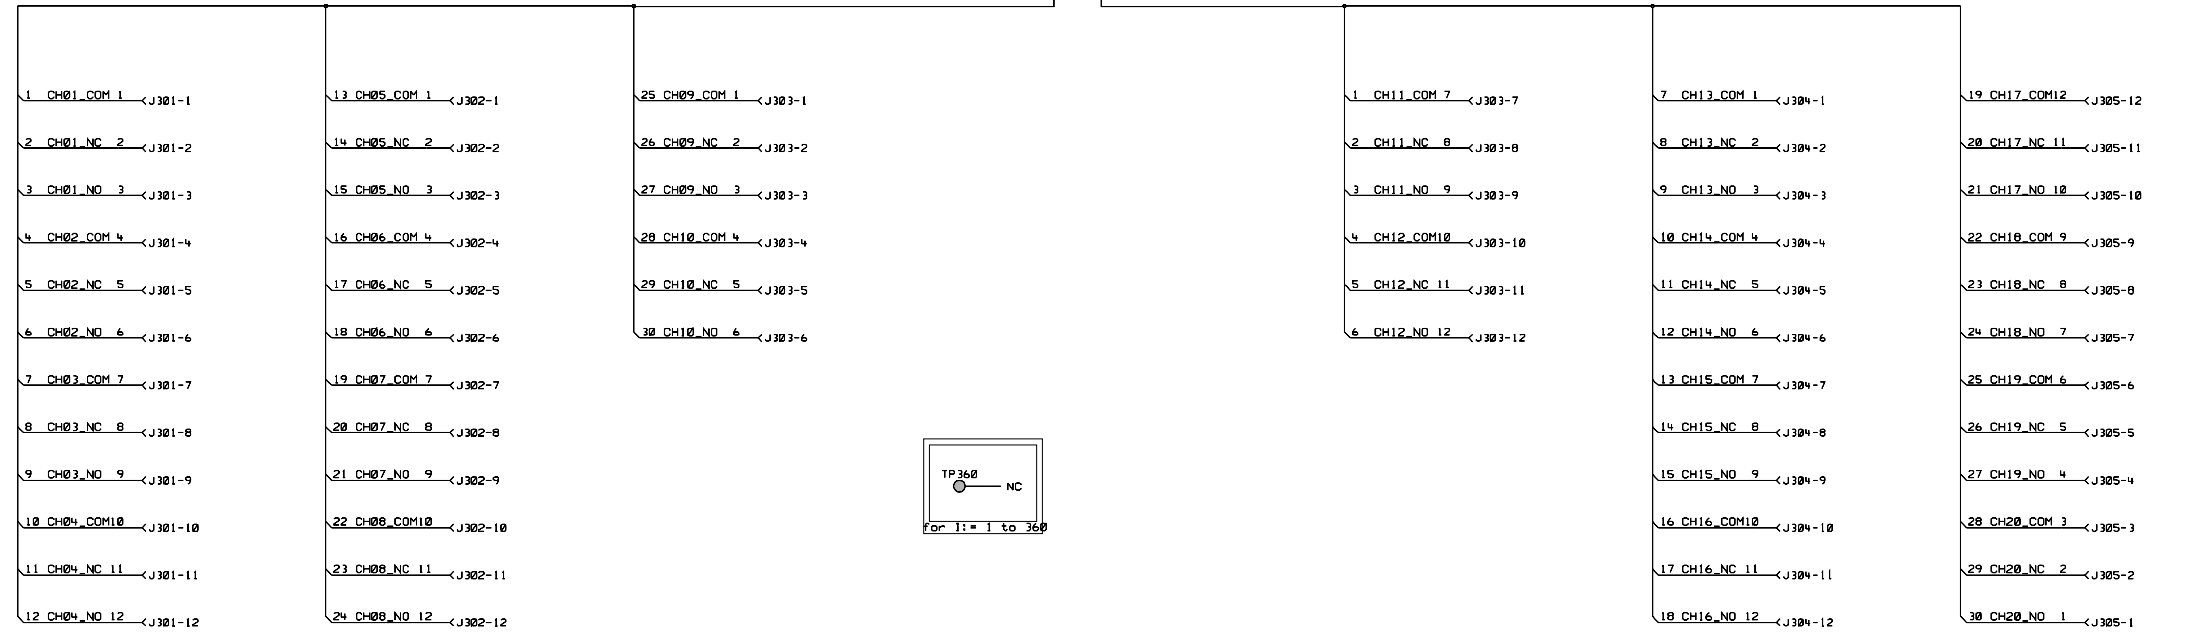 1 CH01_COM 1 J301-1
2 CH01_NC 2 J301-2
3 CH01_NO 3 J301-3
4 CH02_COM 4 J301-4
5 CH02_NC 5 J301-5
6 CH02_NO 6 J301-6
7 CH03_COM 7 J301-7
8 CH03_NC 8 J301-8
9 CH03_NO 9 J301-9
10 CH04_COM10 J301-10
11 CH04_NC 11 J301-11
12 CH04_NO 12 J301-12
13 CH05_COM 1 J302-1
14 CH05_NC 2 J302-2
15 CH05_NO 3 J302-3
16 CH06_COM 4 J302-4
17 CH06_NC 5 J302-5
18 CH06_NO 6 J302-6
19 CH07_COM 7 J302-7
20 CH07_NC 8 J302-8
21 CH07_NO 9 J302-9
22 CH08_COM10 J302-10
23 CH08_NC 11 J302-11
24 CH08_NO 12 J302-12
25 CH09_COM 1 J303-1
26 CH09_NC 2 J303-2
27 CH09_NO 3 J303-3
28 CH10_COM 4 J303-4
29 CH10_NC 5 J303-5
30 CH10_NO 6 J303-6
TP360
NC
for I:= 1 to 360
1 CH11_COM 7 J303-7
2 CH11_NC 8 J303-8
3 CH11_NO 9 J303-9
4 CH12_COM10 J303-10
5 CH12_NC 11 J303-11
6 CH12_NO 12 J303-12
7 CH13_COM 1 J304-1
8 CH13_NC 2 J304-2
9 CH13_NO 3 J304-3
10 CH14_COM 4 J304-4
11 CH14_NC 5 J304-5
12 CH14_NO 6 J304-6
13 CH15_COM 7 J304-7
14 CH15_NC 8 J304-8
15 CH15_NO 9 J304-9
16 CH16_COM10 J304-10
17 CH16_NC 11 J304-11
18 CH16_NO 12 J304-12
19 CH17_COM12 J305-12
20 CH17_NC 11 J305-11
21 CH17_NO 10 J305-10
22 CH18_COM 9 J305-9
23 CH18_NC 8 J305-8
24 CH18_NO 7 J305-7
25 CH19_COM 6 J305-6
26 CH19_NC 5 J305-5
27 CH19_NO 4 J305-4
28 CH20_COM 3 J305-3
29 CH20_NC 2 J305-2
30 CH20_NO 1 J305-1